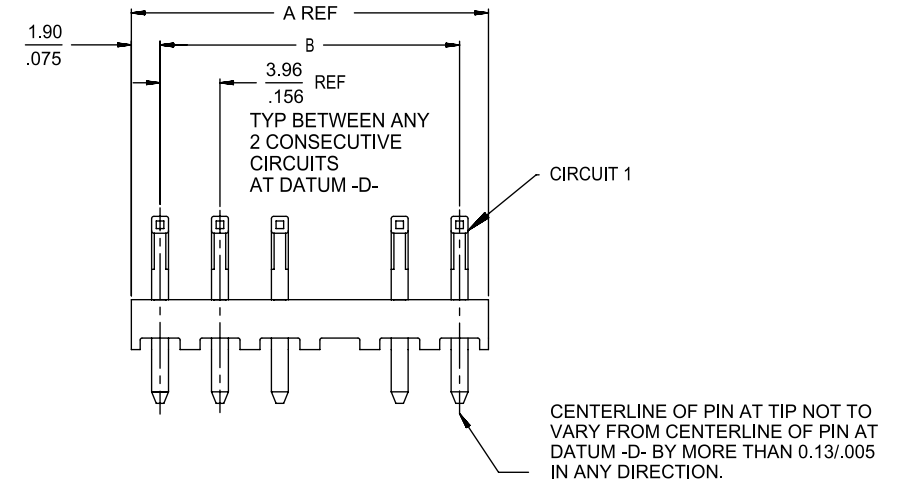 A REF
1.90
.075
B
3.96
.156
REF
TYP BETWEEN ANY
2 CONSECUTIVE
CIRCUITS
AT DATUM -D-
CIRCUIT 1
CENTERLINE OF PIN AT TIP NOT TO
VARY FROM CENTERLINE OF PIN AT
DATUM -D- BY MORE THAN 0.13/.005
IN ANY DIRECTION.